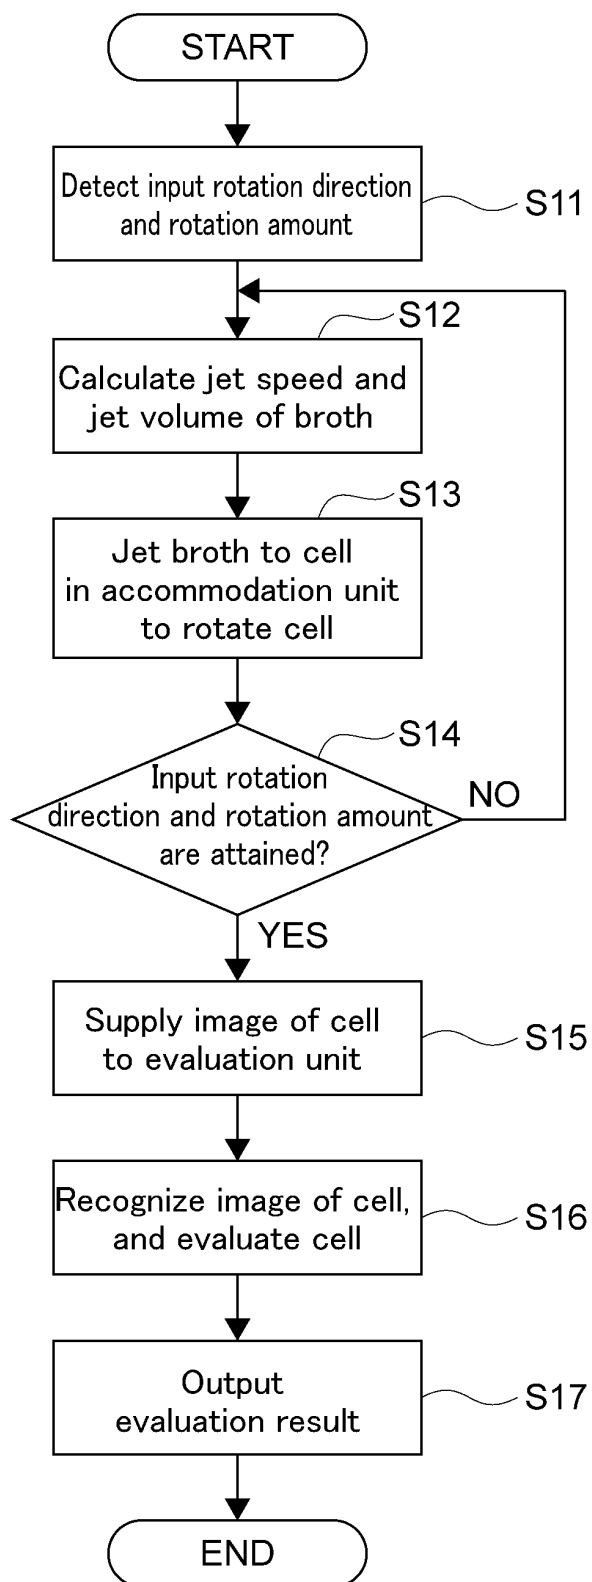 START
Detect input rotation direction
and rotation amount
S11
S12
Calculate jet speed and
jet volume of broth
S13
Jet broth to cell
in accommodation unit
to rotate cell
S14
Input rotation
direction and rotation amount
are attained?
NO
YES
Supply image of cell
to evaluation unit
S15
Recognize image of cell,
and evaluate cell
S16
Output
evaluation result
S17
END